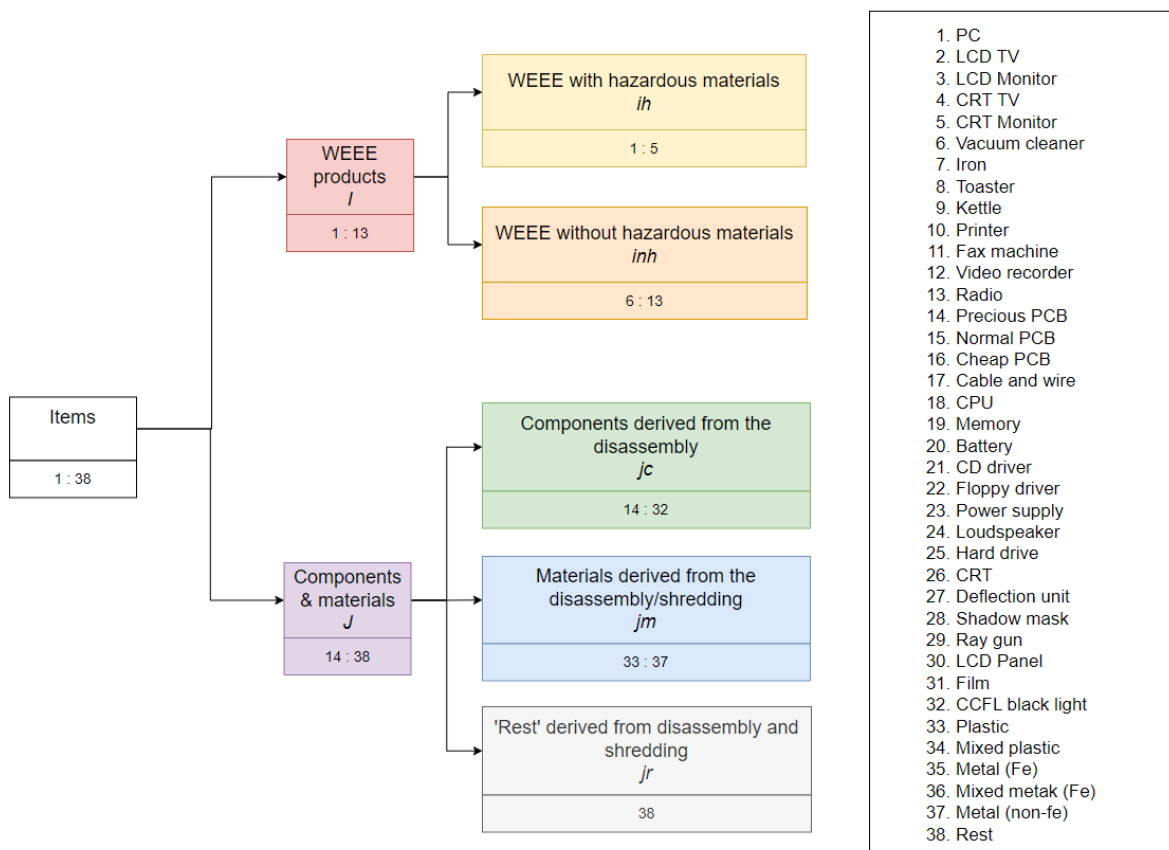 WEEE with hazardous materials
ih
1 : 5
WEEE
products
I
1 : 13
WEEE without hazardous materials
inh
6 : 13
Items
1 : 38
Components derived from the
disassembly
jc
14 : 32
Components
& materials
J
14 : 38
Materials derived from the
disassembly/shredding
jm
33 : 37
'Rest' derived from disassembly and
shredding
jr
38
1. PC
2. LCD TV
3. LCD Monitor
4. CRT TV
5. CRT Monitor
6. Vacuum cleaner
7. Iron
8. Toaster
9. Kettle
10. Printer
11. Fax machine
12. Video recorder
13. Radio
14. Precious PCB
15. Normal PCB
16. Cheap PCB
17. Cable and wire
18. CPU
19. Memory
20. Battery
21. CD driver
22. Floppy driver
23. Power supply
24. Loudspeaker
25. Hard drive
26. CRT
27. Deflection unit
28. Shadow mask
29. Ray gun
30. LCD Panel
31. Film
32. CCFL black light
33. Plastic
34. Mixed plastic
35. Metal (Fe)
36. Mixed metak (Fe)
37. Metal (non-fe)
38. Rest